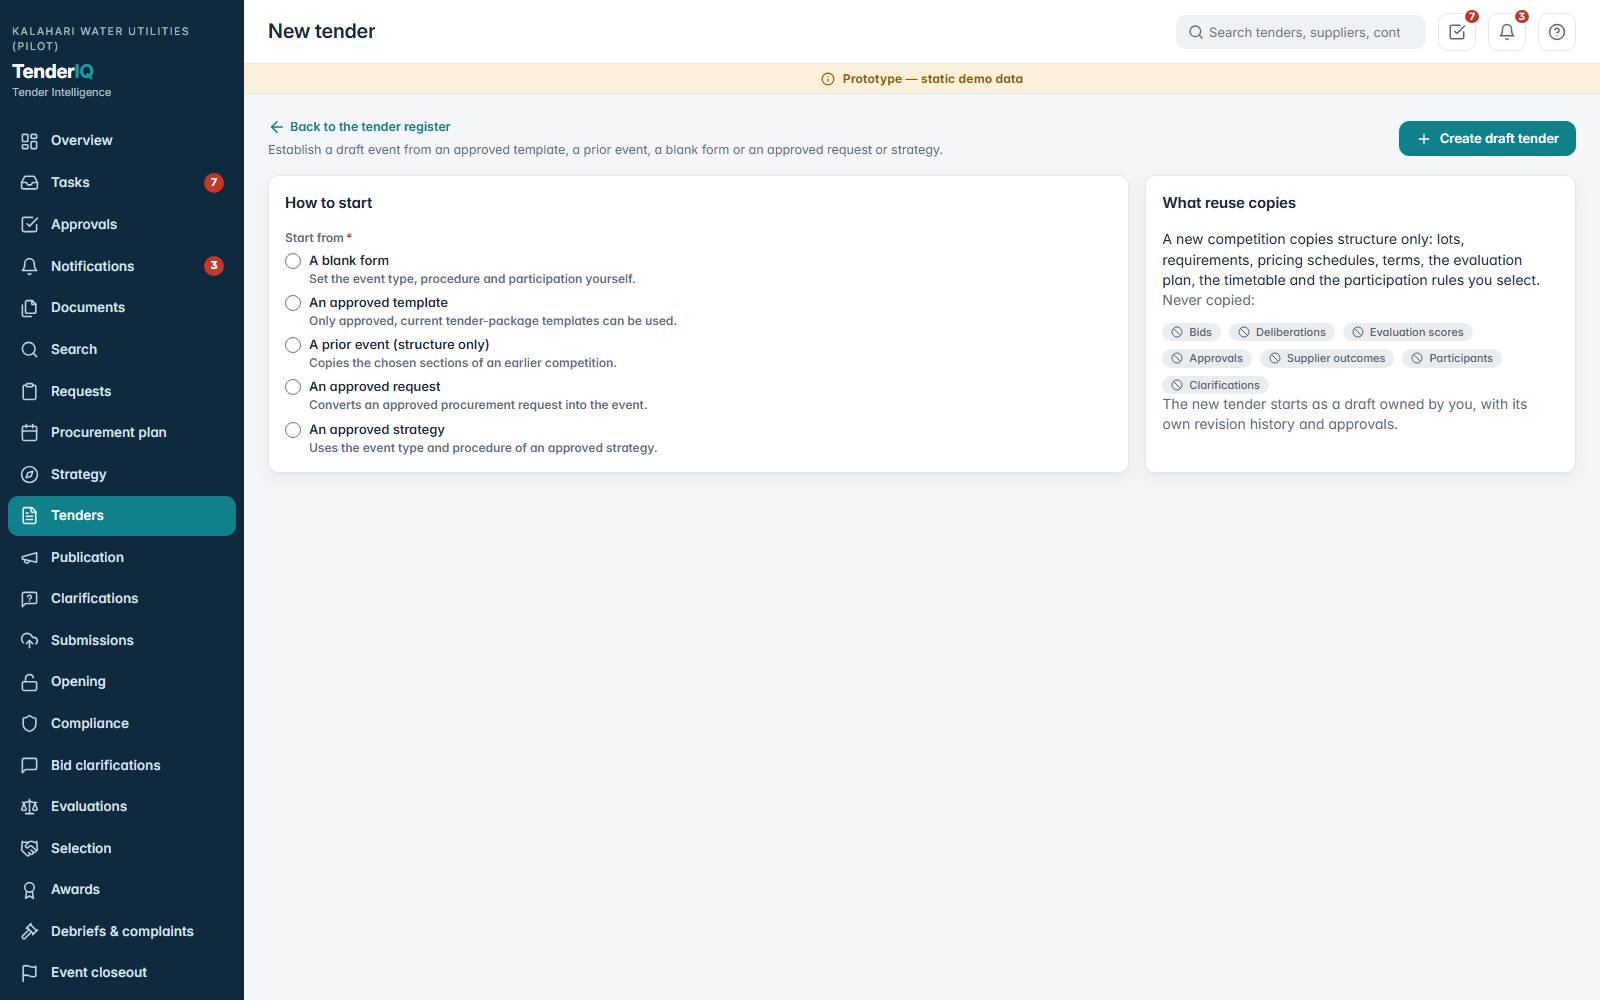 KALAHARI WATER UTILITIES
(PILOT)
TenderIQ
Tender Intelligence
Overview
Tasks 7
Approvals
Notifications 3
Documents
Search
Requests
Procurement plan
Strategy
Tenders
Publication
Clarifications
Submissions
Opening
Compliance
Bid clarifications
Evaluations
Selection
Awards
Debriefs & complaints
Event closeout
New tender
Search tenders, suppliers, cont
7
3
Prototype — static demo data
Back to the tender register
Establish a draft event from an approved template, a prior event, a blank form or an approved request or strategy.
Create draft tender
How to start
Start from *
A blank form
Set the event type, procedure and participation yourself.
An approved template
Only approved, current tender-package templates can be used.
A prior event (structure only)
Copies the chosen sections of an earlier competition.
An approved request
Converts an approved procurement request into the event.
An approved strategy
Uses the event type and procedure of an approved strategy.
What reuse copies
A new competition copies structure only: lots,
requirements, pricing schedules, terms, the evaluation
plan, the timetable and the participation rules you select.
Never copied:
Bids Deliberations Evaluation scores
Approvals Supplier outcomes Participants
Clarifications
The new tender starts as a draft owned by you, with its
own revision history and approvals.